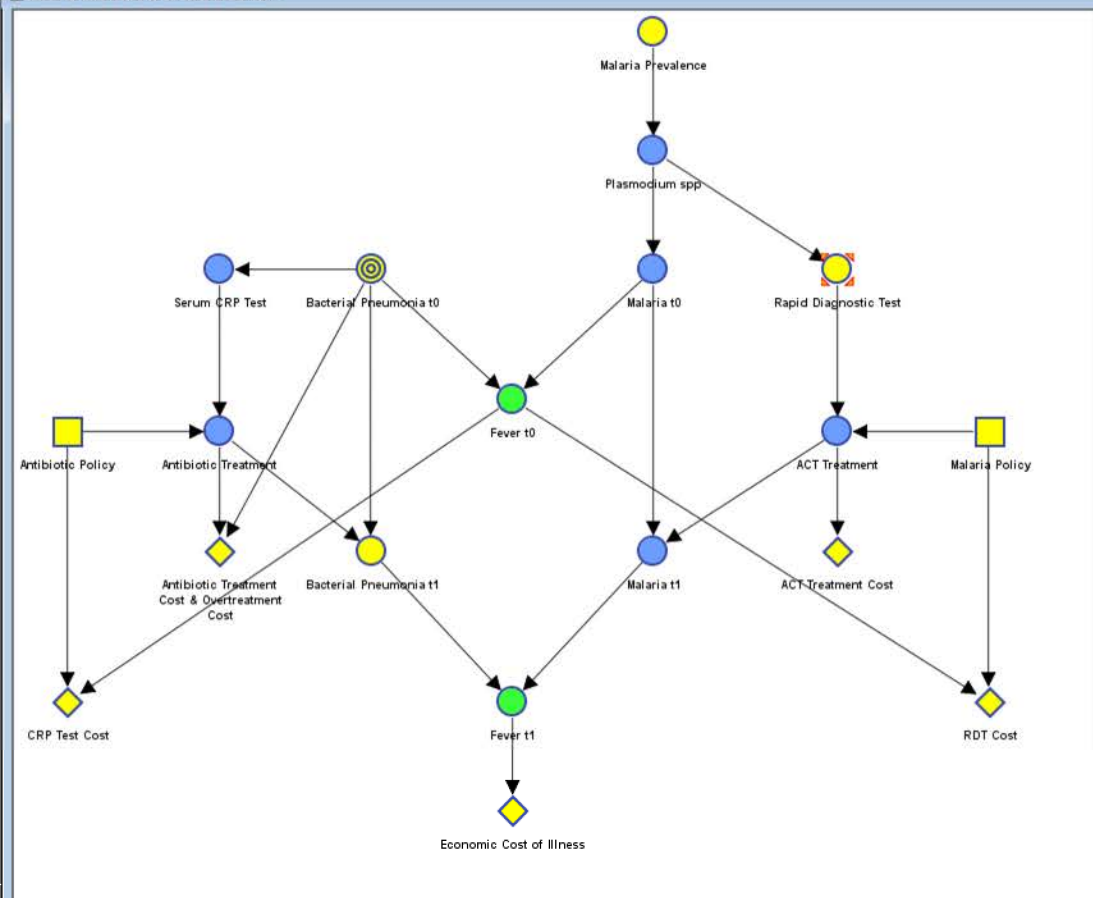 Malaria Prevalence
Plasmodium spp
Serum CRP Test
Bacterial Pneumonia t0
Malaria t0
Rapid Diagnostic Test
Fever t0
Antibiotic Policy
Antibiotic Treatment
ACT Treatment
Malaria Policy
Antibiotic Treatment
Cost & Overtreatment
Cost
Bacterial Pneumonia t1
Malaria t1
ACT Treatment Cost
CRP Test Cost
Fever t1
RDT Cost
Economic Cost of Illness